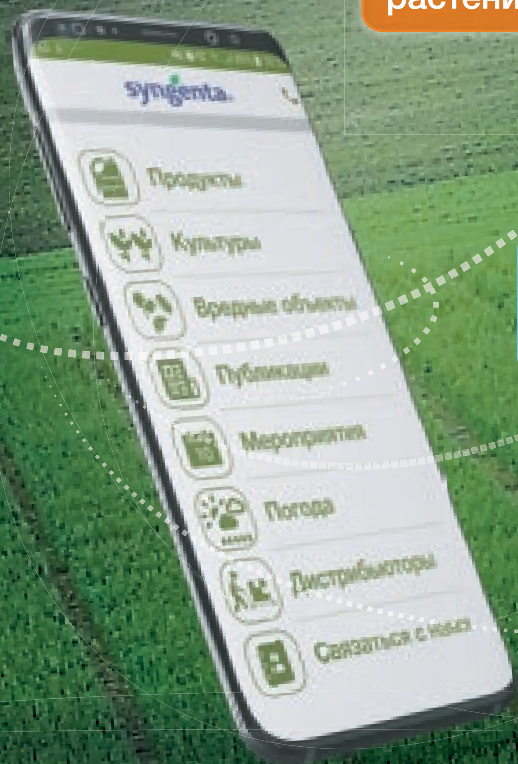 растени
syngenta
Продукты
Культуры
Вредные объекты
Публикации
Мероприятия
Погода
Дистрибьюторы
Связаться с нами